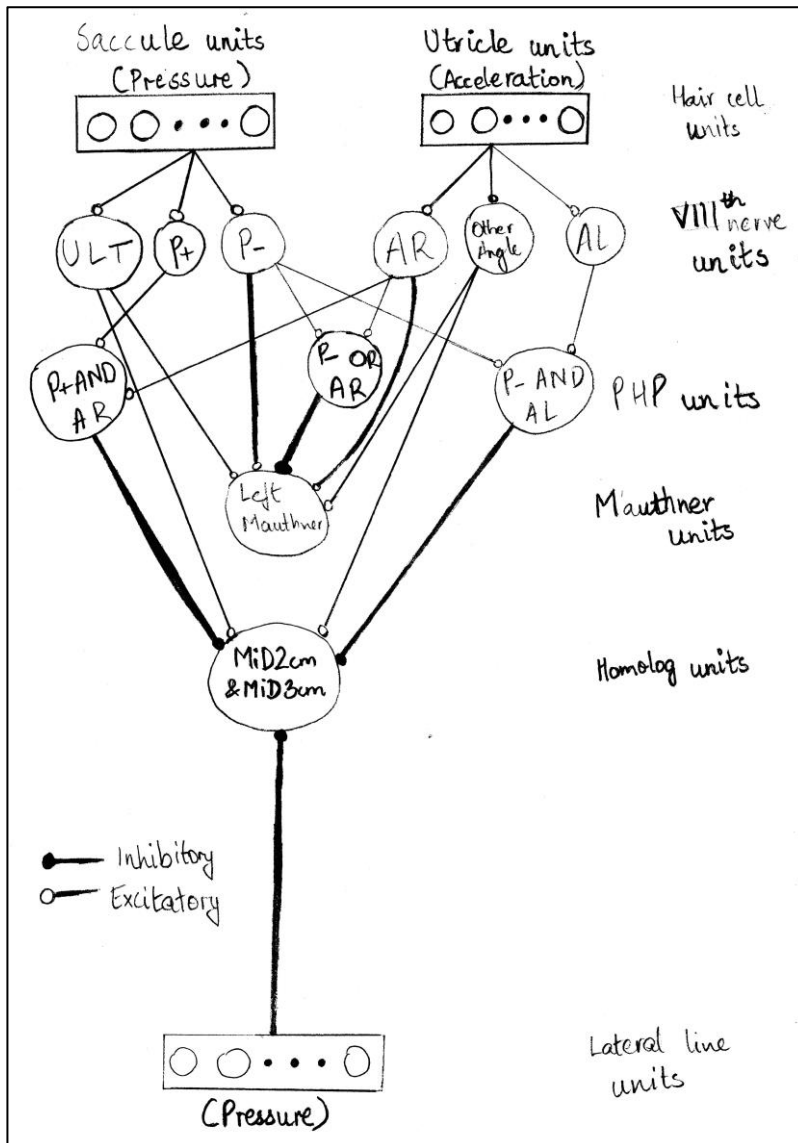 Saccule units
(Pressure)
Utricle units
(Acceleration)
Hair cell
units
ULT
P+
P-
AR
Other
Angle
AL
VIIIth nerve
units
P+ AND
AR
P- OR
AR
P- AND
AL
PHP units
Left
Mauthner
Mauthner
units
MiD2cm
& MiD3cm
Homolog units
Inhibitory
Excitatory
(Pressure)
Lateral line
units